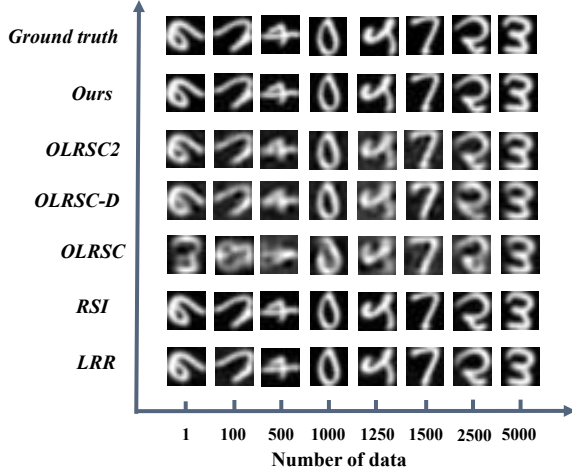 Ground truth
Ours
OLRSC2
OLRSC-D
OLRSC
RSI
LRR
1 100 500 1000 1250 1500 2500 5000
Number of data